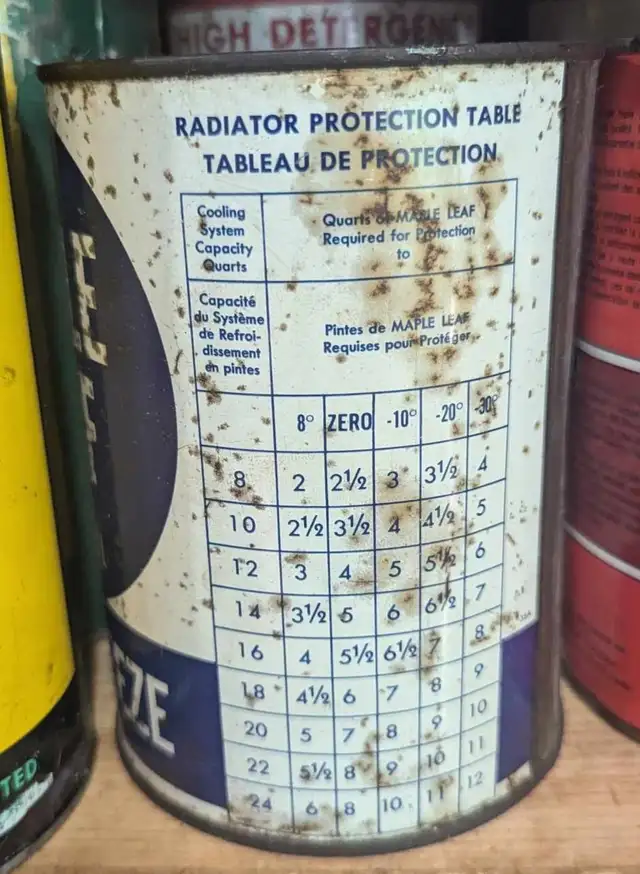 HIGH DETERGENC
RADIATOR PROTECTION TABLE
TABLEAU DE PROTECTION
Cooling
System
Capacity
Quarts
Quarts of MAPLE LEAF
Required for Protection
to
Capacité
du Système
de Refroi-
dissement
en pintes
Pintes de MAPLE LEAF
Requises pour Protéger
8° ZERO -10° -20° -30°
8 2 2½ 3 3½ 4
10 2½ 3½ 4 4½ 5
12 3 4 5 5½ 6
14 3½ 5 6 6½ 7
16 4 5½ 6½ 7 8
18 4½ 6 7 8 9
20 5 7 8 9 10
22 5½ 8 9 10 11
24 6 8 10 11 12
EZE
TED